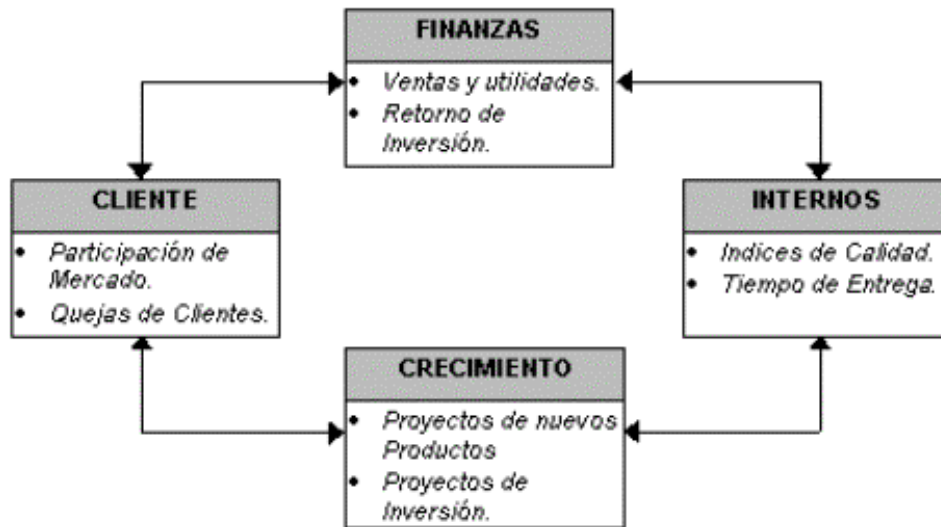 FINANZAS
• Ventas y utilidades.
• Retorno de
Inversión.
CLIENTE
• Participación de
Mercado.
• Quejas de Clientes.
INTERNOS
• Indices de Calidad.
• Tiempo de Entrega.
CRECIMIENTO
• Proyectos de nuevos
Productos
• Proyectos de
Inversión.